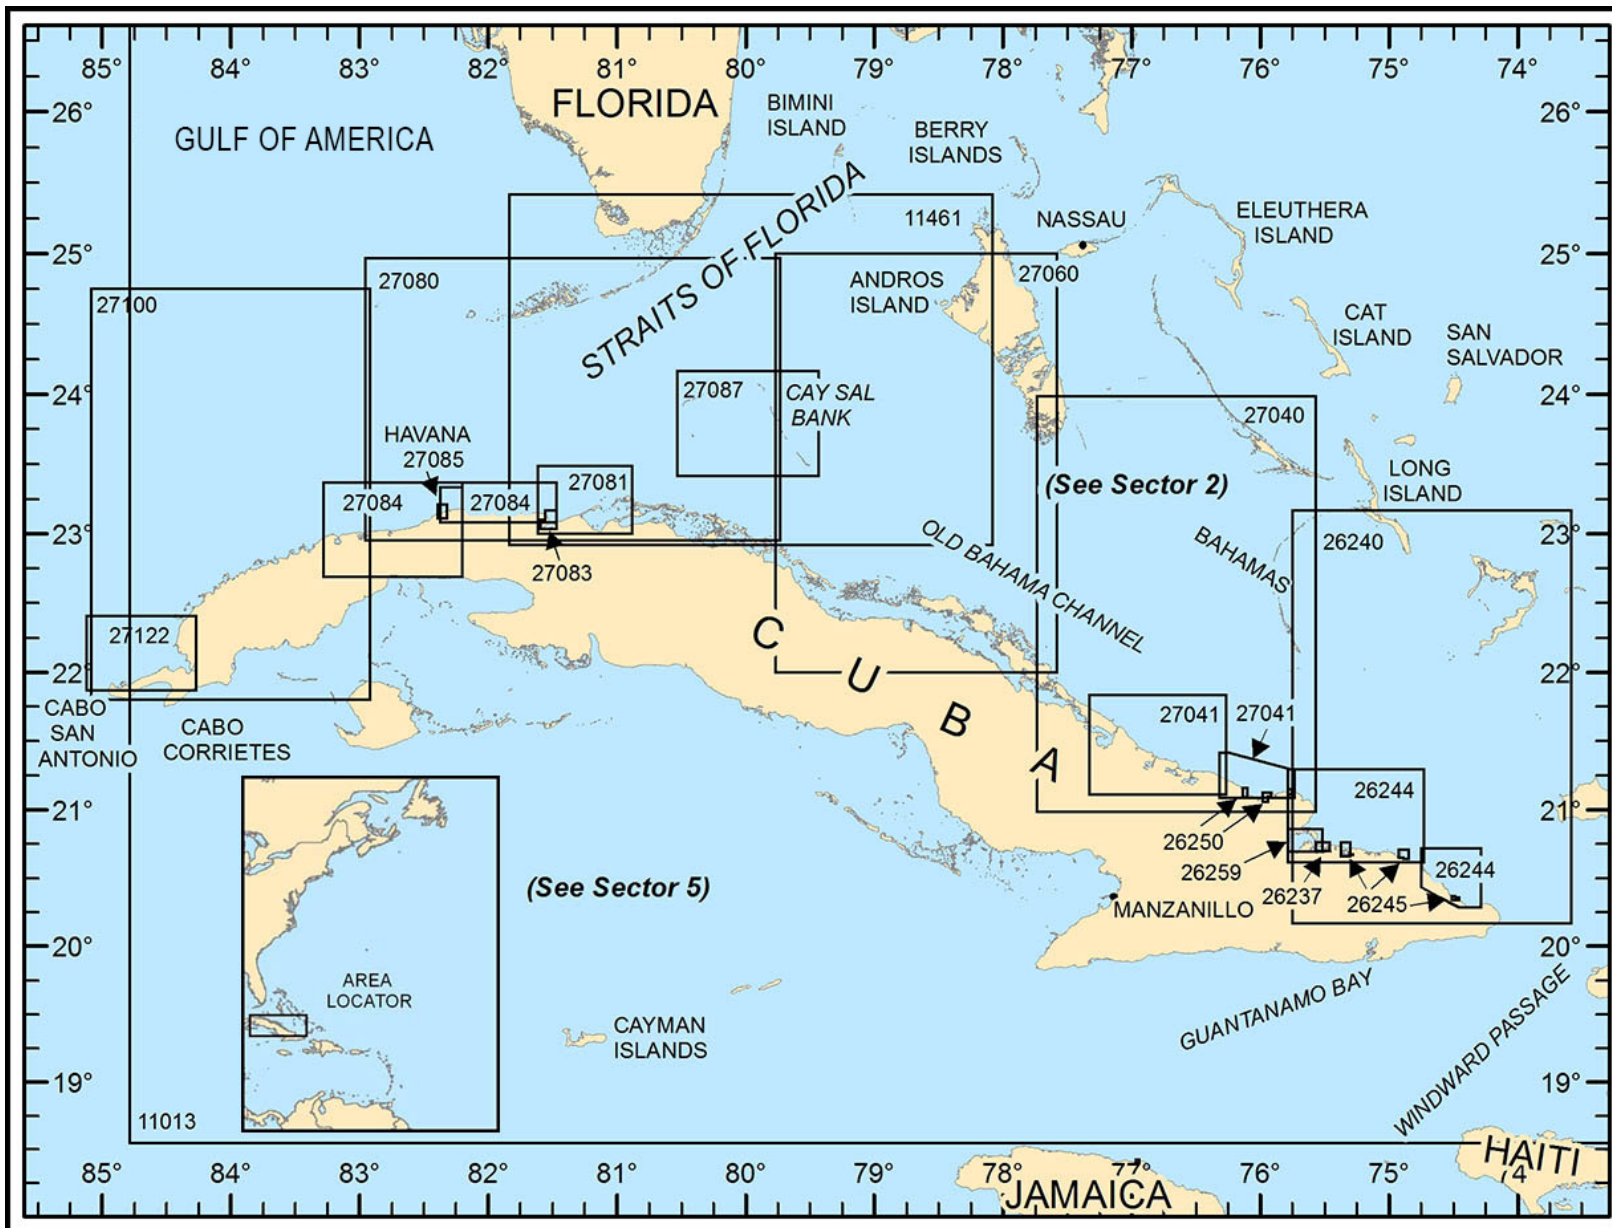 85° 84° 83° 82° 81° 80° 79° 78° 77° 76° 75° 74°
26° FLORIDA BIMINI ISLAND 26°
GULF OF AMERICA
BERRY ISLANDS
STRAITS OF FLORIDA
11461
NASSAU
ELEUTHERA
ISLAND
25° 25°
27080
27100
ANDROS
ISLAND
27060
CAT
ISLAND
SAN
SALVADOR
24° 24°
27087
CAY SAL
BANK
27040
HAVANA
27085
27084
27084
27081
(See Sector 2)
LONG
ISLAND
23° 23°
27083
OLD BAHAMA CHANNEL
BAHAMAS
26240
27122
CUBA
22° 22°
CABO
SAN
ANTONIO
CABO
CORRIETES
27041
27041
21° 21°
26244
26250
26259
26237
26245
26244
(See Sector 5)
MANZANILLO
20° 20°
AREA
LOCATOR
GUANTANAMO BAY
WINDWARD PASSAGE
CAYMAN
ISLANDS
19° 19°
11013
HAITI
JAMAICA
85° 84° 83° 82° 81° 80° 79° 78° 77° 76° 75° 74°